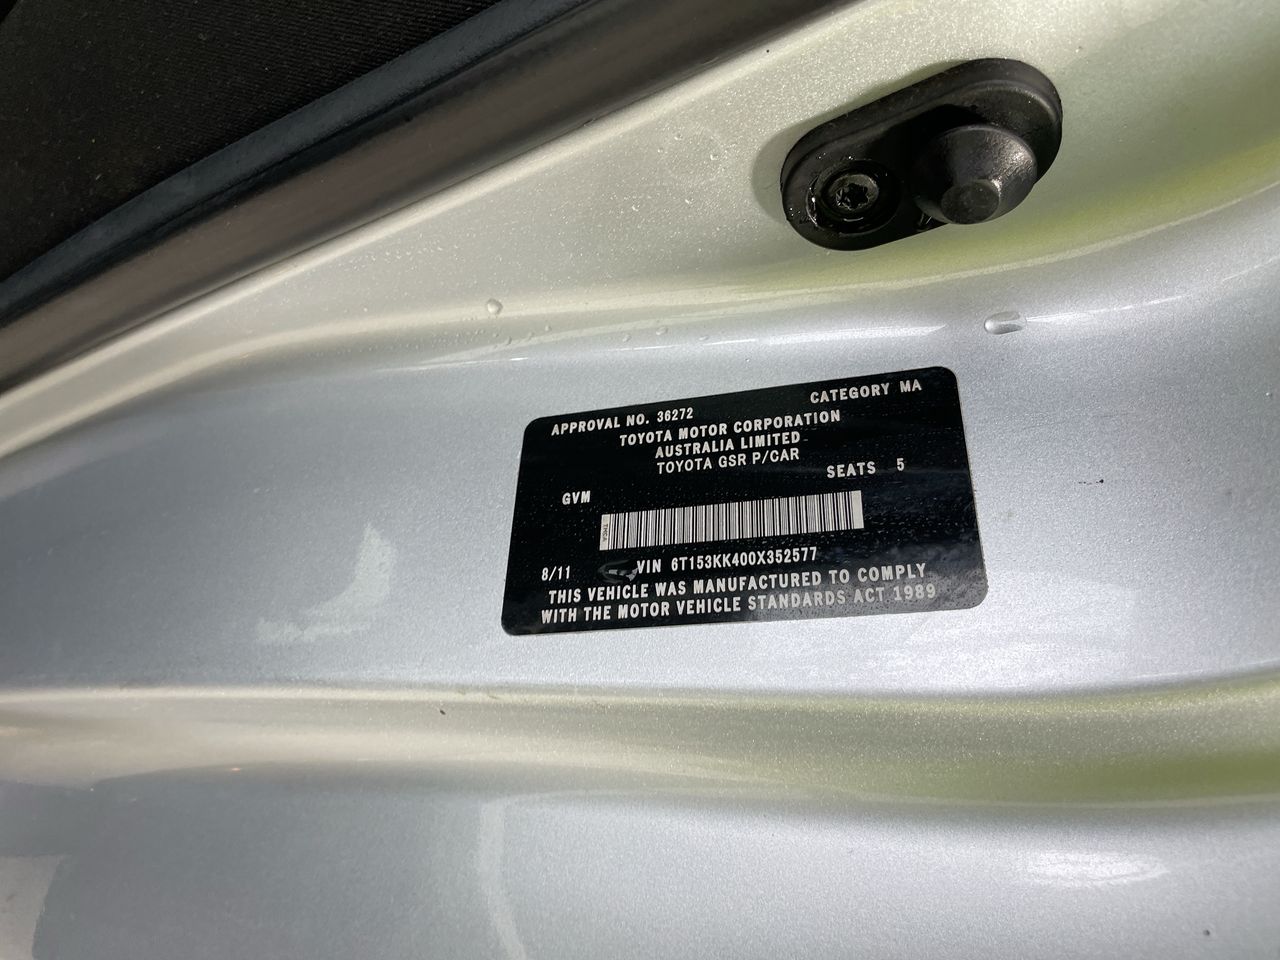 APPROVAL NO. 36272 CATEGORY MA
TOYOTA MOTOR CORPORATION
AUSTRALIA LIMITED
TOYOTA GSR P/CAR
SEATS 5
GVM
8/11 VIN 6T153KK400X352577
THIS VEHICLE WAS MANUFACTURED TO COMPLY
WITH THE MOTOR VEHICLE STANDARDS ACT 1989